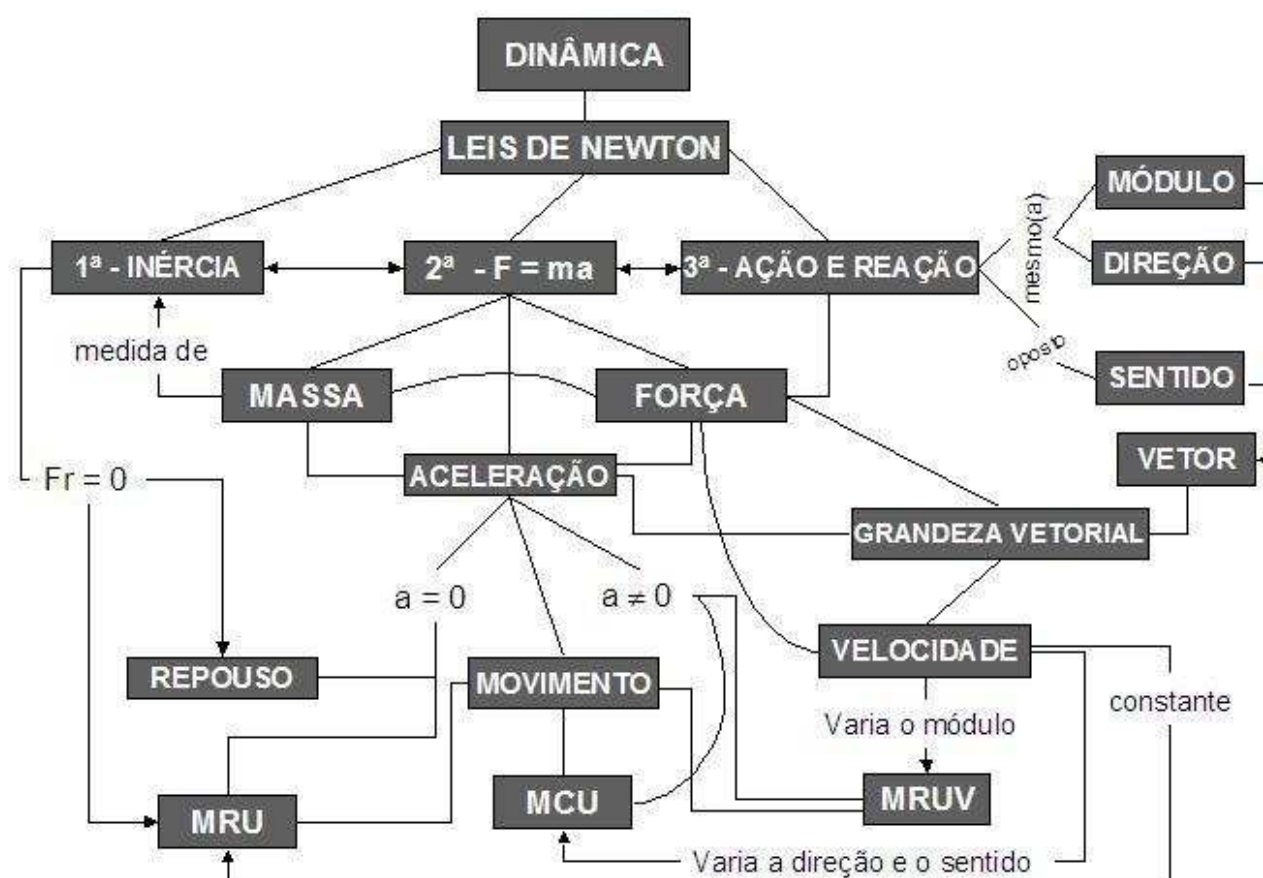 DINÂMICA
LEIS DE NEWTON
1ª - INÉRCIA
2ª - F = ma
3ª - AÇÃO E REAÇÃO
mesmo(a)
oposto
MÓDULO
DIREÇÃO
SENTIDO
medida de
MASSA
FORÇA
VETOR
Fr = 0
ACELERAÇÃO
GRANDEZA VETORIAL
a = 0
a ≠ 0
REPOUSO
MOVIMENTO
VELOCIDADE
constante
Varia o módulo
MRU
MCU
MRUV
Varia a direção e o sentido